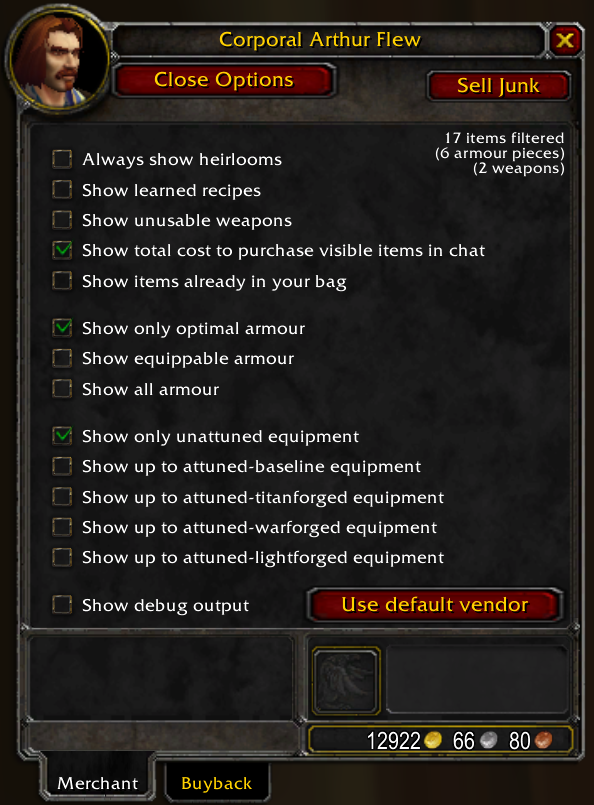 Corporal Arthur Flew
Close Options
Sell Junk
17 items filtered
(6 armour pieces)
(2 weapons)
Always show heirlooms
Show learned recipes
Show unusable weapons
Show total cost to purchase visible items in chat
Show items already in your bag
Show only optimal armour
Show equippable armour
Show all armour
Show only unattuned equipment
Show up to attuned-baseline equipment
Show up to attuned-titanforged equipment
Show up to attuned-warforged equipment
Show up to attuned-lightforged equipment
Show debug output
Use default vendor
12922 66 80
Merchant
Buyback